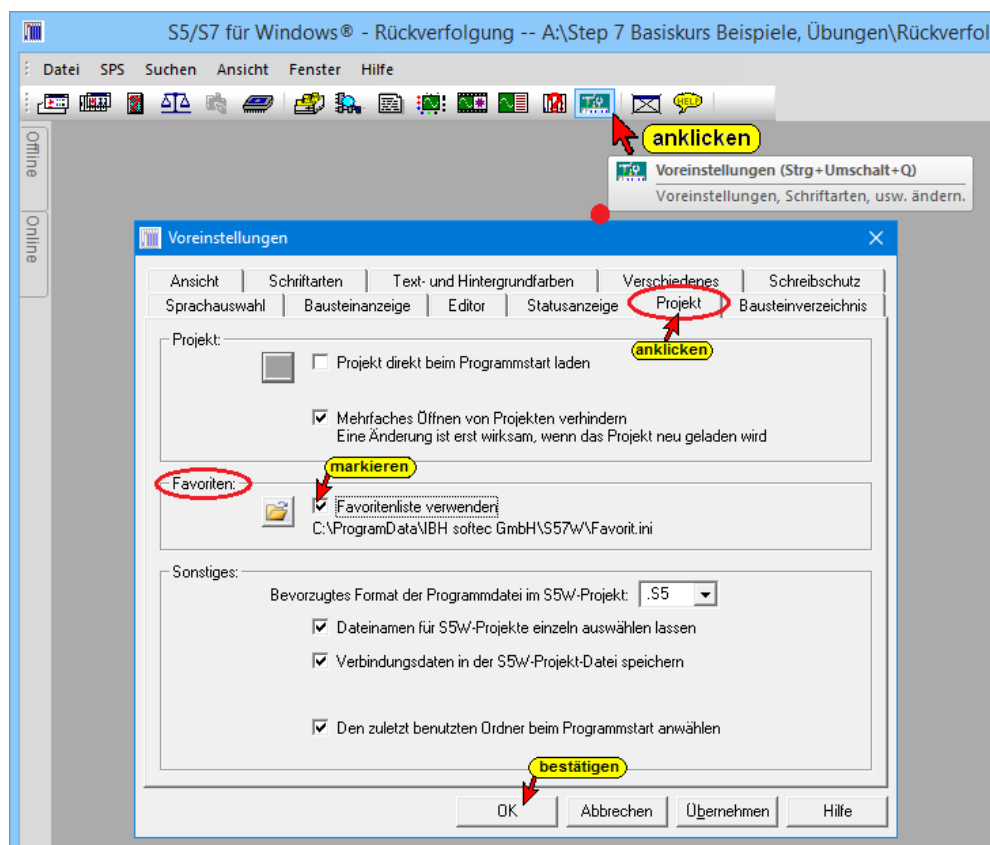 S5/S7 für Windows® - Rückverfolgung -- A:\Step 7 Basiskurs Beispiele, Übungen\Rückverfol
Datei SPS Suchen Ansicht Fenster Hilfe
HELP
anklicken
Offline
Voreinstellungen (Strg+Umschalt+Q)
Voreinstellungen, Schriftarten, usw. ändern.
Online
Voreinstellungen
Ansicht Schriftarten Text- und Hintergrundfarben Verschiedenes Schreibschutz
Sprachauswahl Bausteinanzeige Editor Statusanzeige Projekt Bausteinverzeichnis
Projekt:
anklicken
Projekt direkt beim Programmstart laden
Mehrfaches Öffnen von Projekten verhindern
Eine Änderung ist erst wirksam, wenn das Projekt neu geladen wird
markieren
Favoriten:
Favoritenliste verwenden
C:\ProgramData\IBH softec GmbH\S57W\Favorit.ini
Sonstiges:
Bevorzugtes Format der Programmdatei im S5W-Projekt: .S5
Dateinamen für S5W-Projekte einzeln auswählen lassen
Verbindungsdaten in der S5W-Projekt-Datei speichern
Den zuletzt benutzten Ordner beim Programmstart anwählen
bestätigen
OK Abbrechen Übernehmen Hilfe